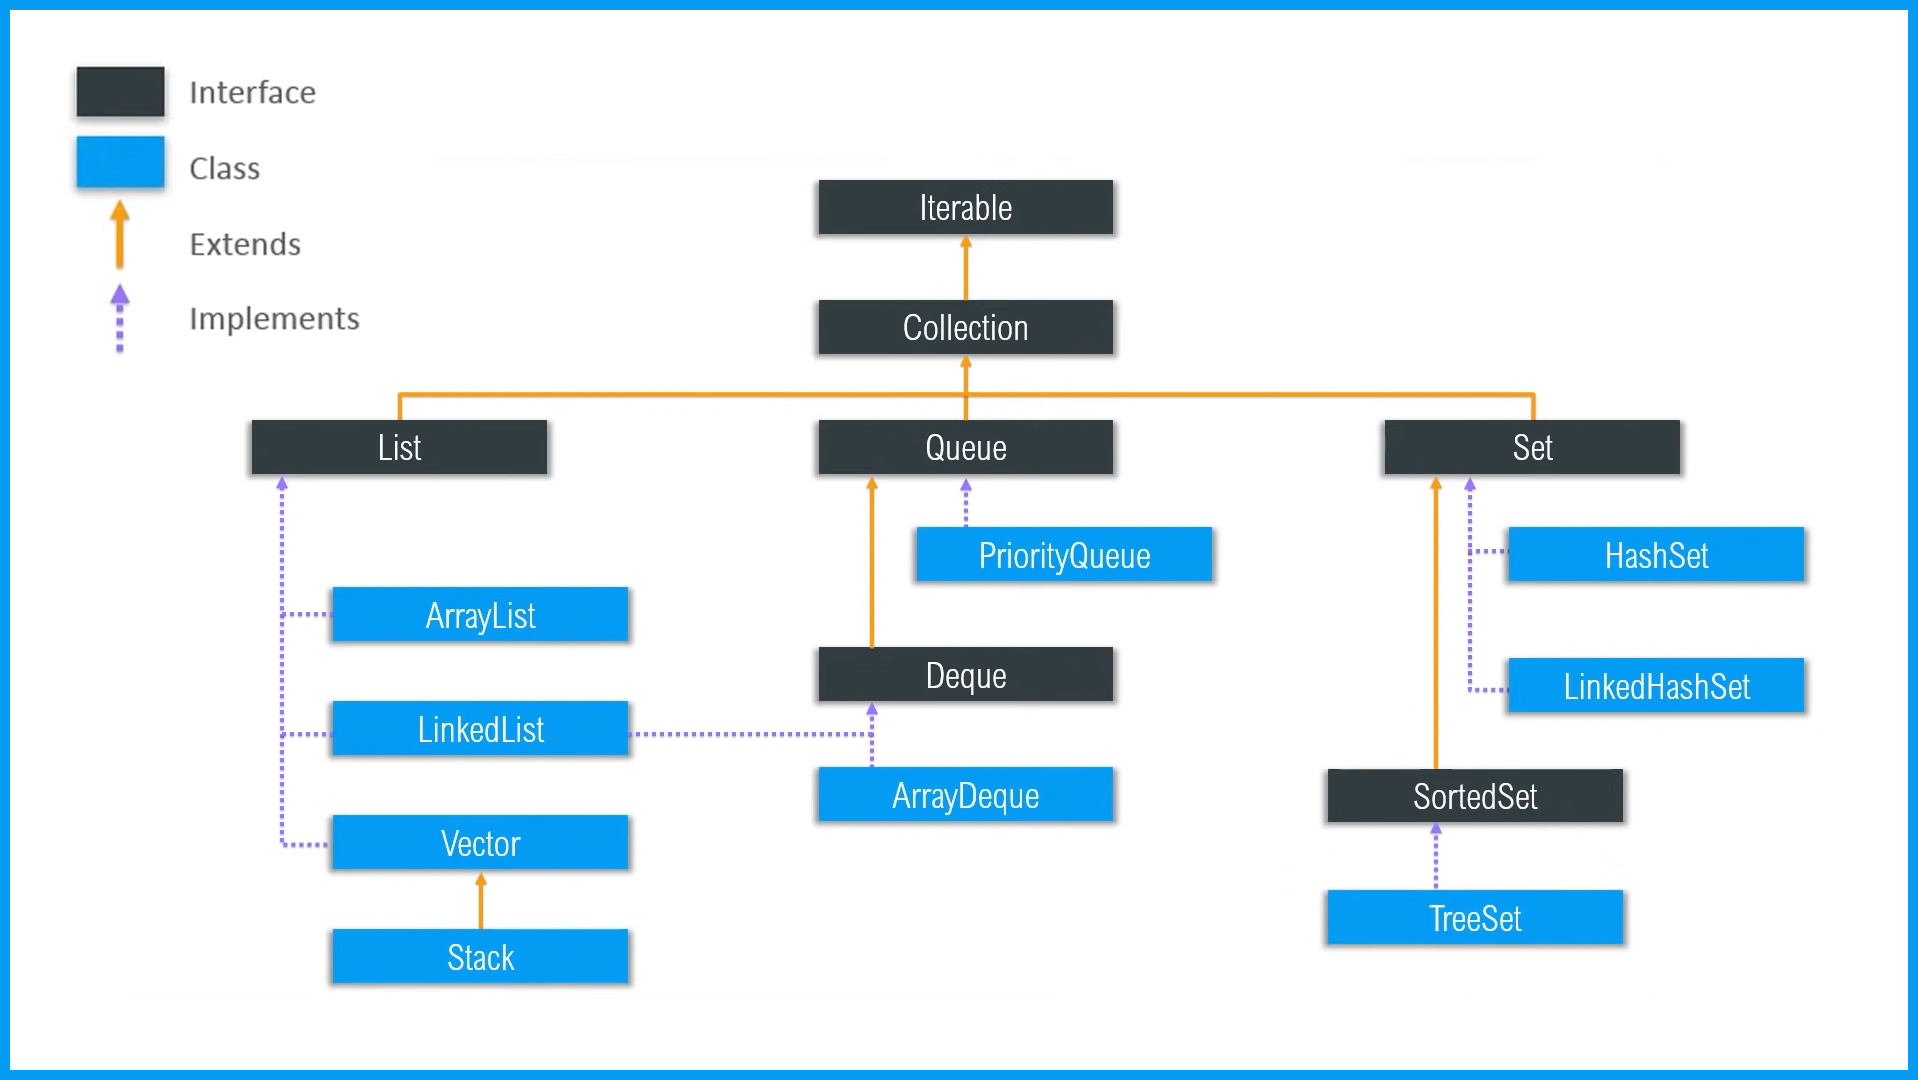 Interface
Class
Extends
Implements
Iterable
Collection
List
Queue
Set
PriorityQueue
HashSet
ArrayList
Deque
LinkedHashSet
LinkedList
ArrayDeque
SortedSet
Vector
TreeSet
Stack